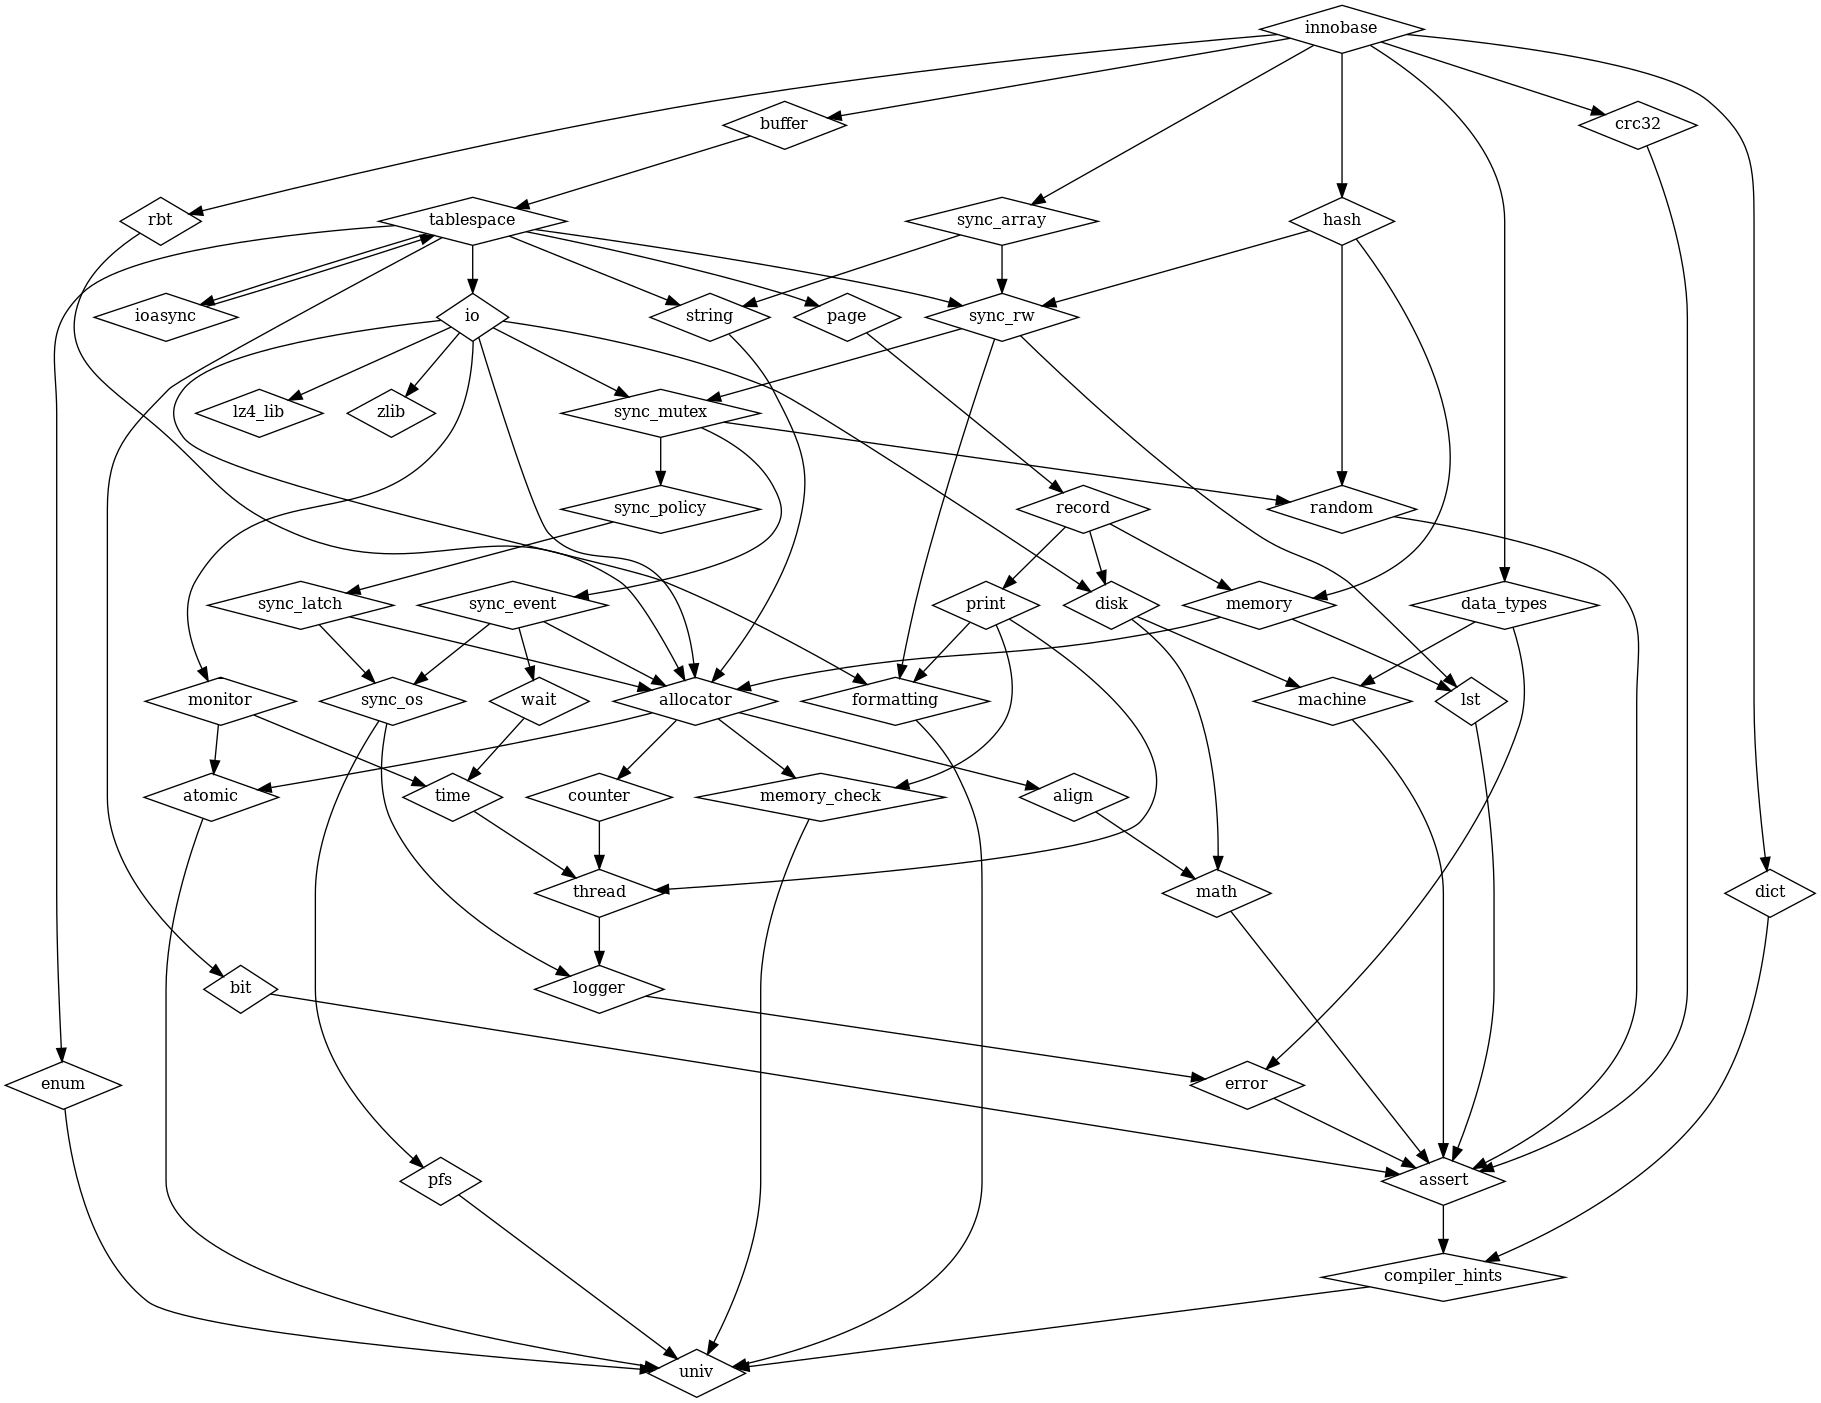 innobase
buffer
crc32
rbt
tablespace
sync_array
hash
ioasync
io
string
page
sync_rw
lz4_lib
zlib
sync_mutex
sync_policy
record
random
sync_latch
sync_event
print
disk
memory
data_types
monitor
sync_os
wait
allocator
formatting
machine
lst
atomic
time
counter
memory_check
align
thread
math
dict
bit
logger
enum
error
pfs
assert
compiler_hints
univ